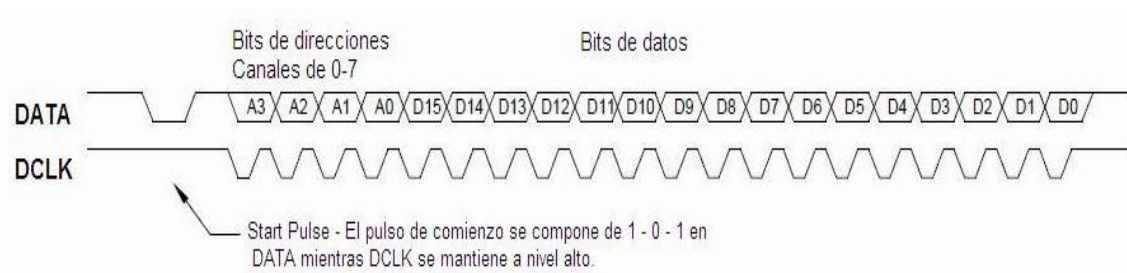 Bits de direcciones
Canales de 0-7
Bits de datos
DATA
A3 A2 A1 A0 D15 D14 D13 D12 D11 D10 D9 D8 D7 D6 D5 D4 D3 D2 D1 D0
DCLK
Start Pulse - El pulso de comienzo se compone de 1 - 0 - 1 en
DATA mientras DCLK se mantiene a nivel alto.